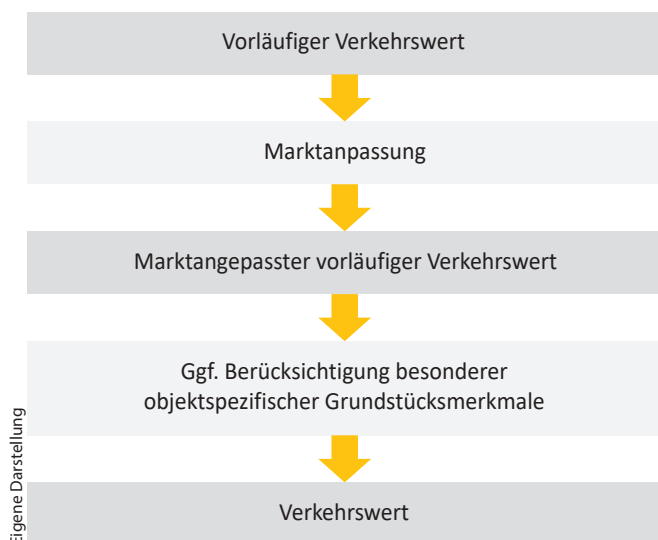 Vorläufiger Verkehrswert
Marktanpassung
Marktangepasster vorläufiger Verkehrswert
Ggf. Berücksichtigung besonderer
objektspezifischer Grundstücksmerkmale
Verkehrswert
Eigene Darstellung